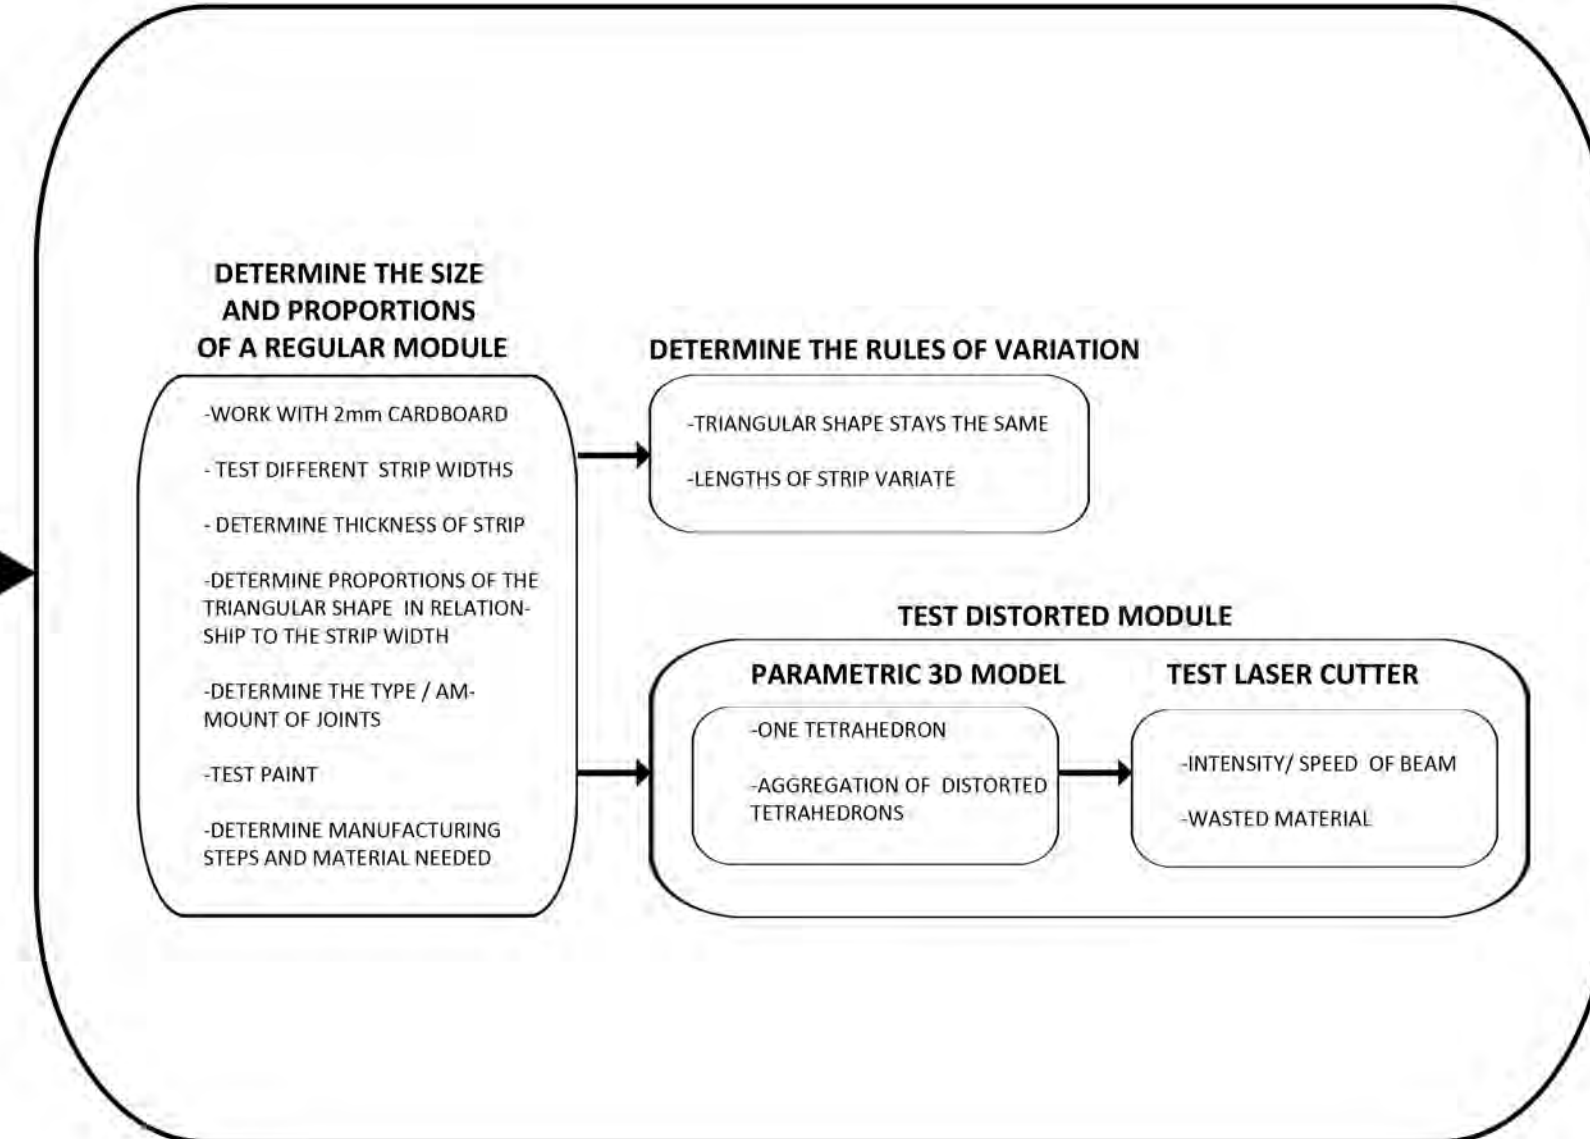 DETERMINE THE SIZE
AND PROPORTIONS
OF A REGULAR MODULE
-WORK WITH 2mm CARDBOARD
- TEST DIFFERENT STRIP WIDTHS
- DETERMINE THICKNESS OF STRIP
-DETERMINE PROPORTIONS OF THE
TRIANGULAR SHAPE IN RELATION-
SHIP TO THE STRIP WIDTH
-DETERMINE THE TYPE / AM-
MOUNT OF JOINTS
-TEST PAINT
-DETERMINE MANUFACTURING
STEPS AND MATERIAL NEEDED
DETERMINE THE RULES OF VARIATION
-TRIANGULAR SHAPE STAYS THE SAME
-LENGTHS OF STRIP VARIATE
TEST DISTORTED MODULE
PARAMETRIC 3D MODEL
-ONE TETRAHEDRON
-AGGREGATION OF DISTORTED
TETRAHEDRONS
TEST LASER CUTTER
-INTENSITY/ SPEED OF BEAM
-WASTED MATERIAL